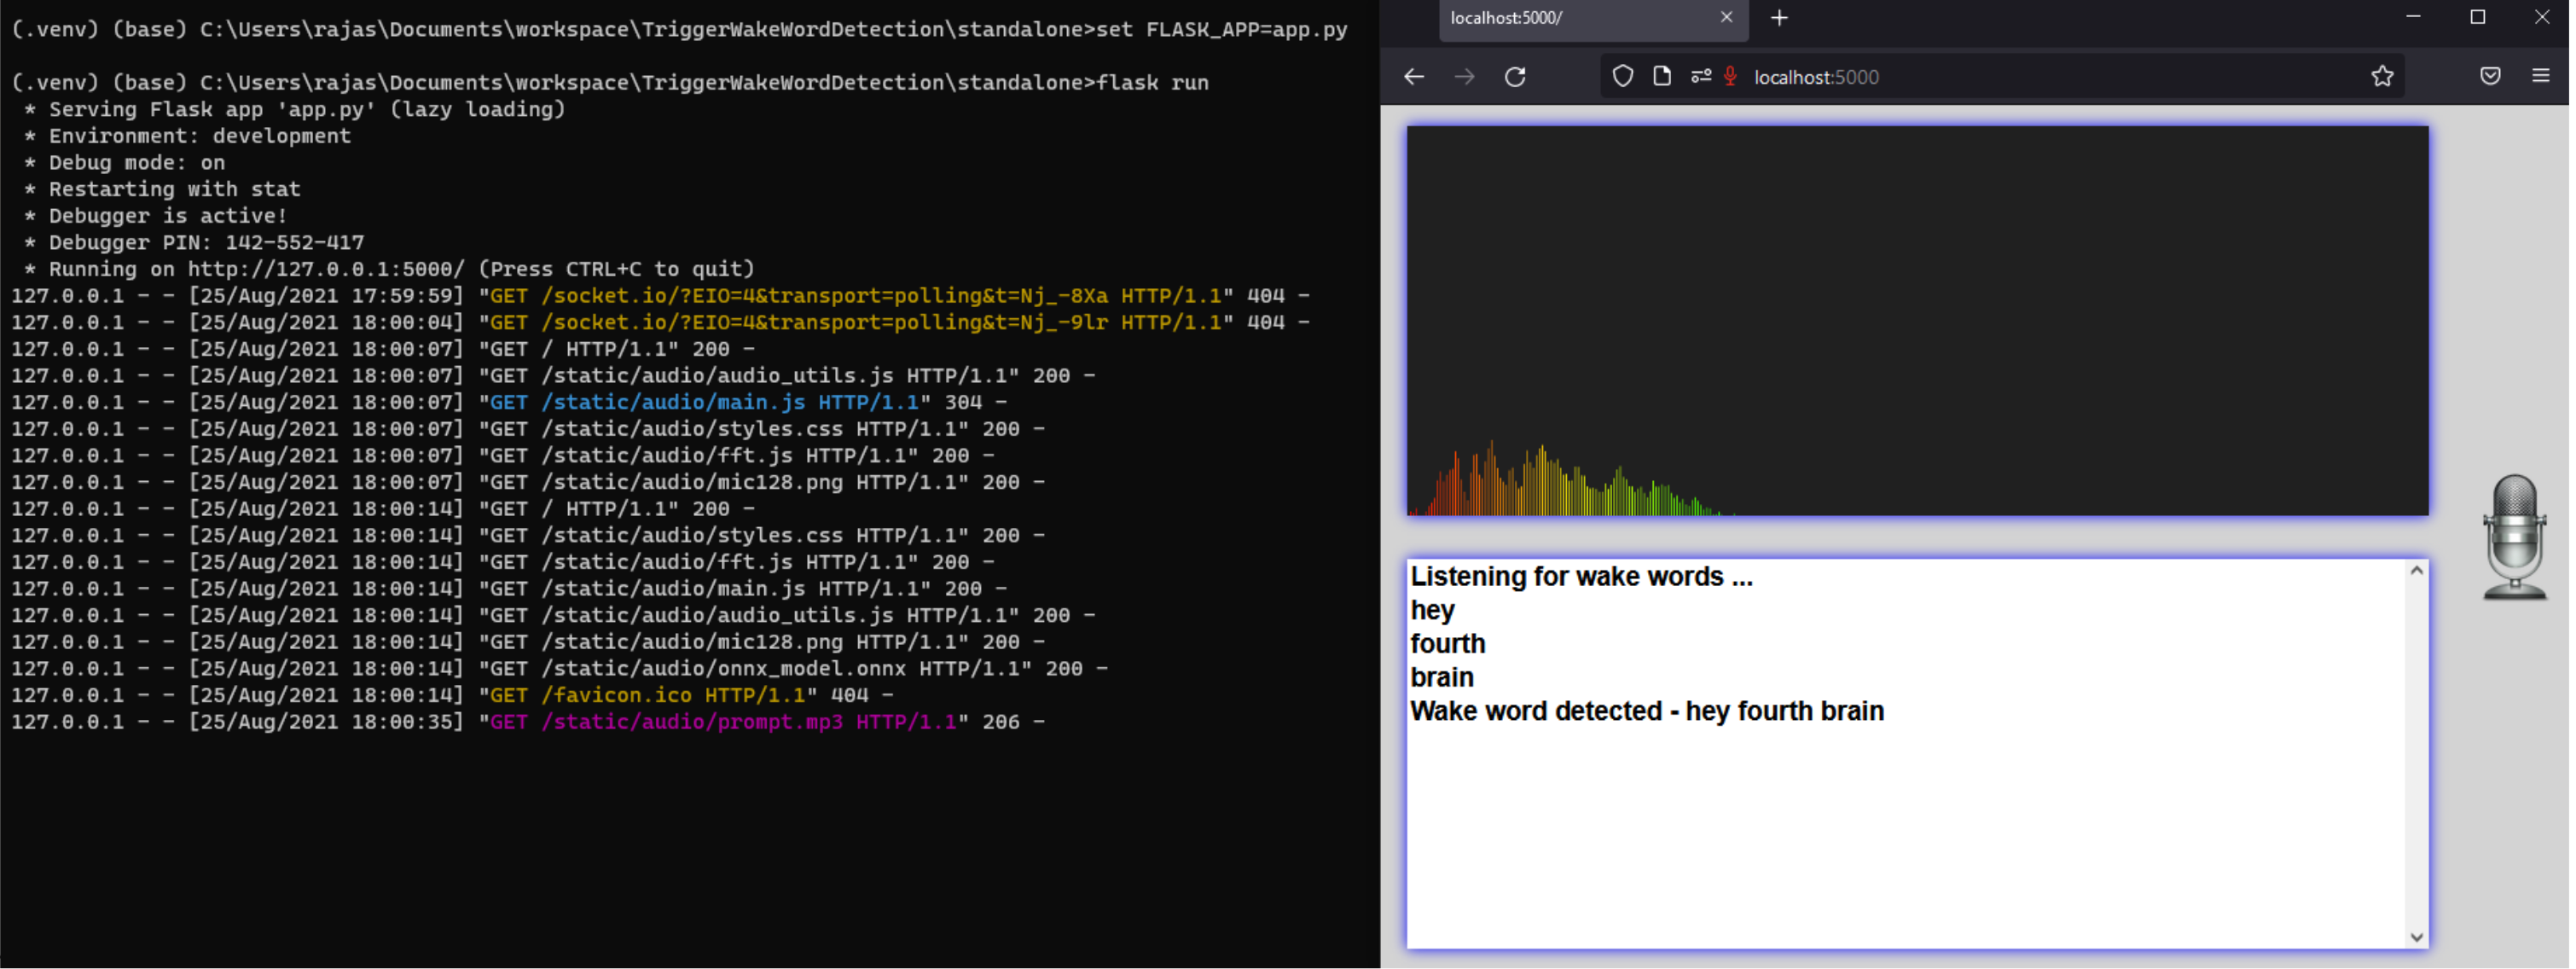 (.venv) (base) C:\Users\rajas\Documents\workspace\TriggerWakeWordDetection\standalone>set FLASK_APP=app.py
(.venv) (base) C:\Users\rajas\Documents\workspace\TriggerWakeWordDetection\standalone>flask run
* Serving Flask app 'app.py' (lazy loading)
* Environment: development
* Debug mode: on
* Restarting with stat
* Debugger is active!
* Debugger PIN: 142-552-417
* Running on http://127.0.0.1:5000/ (Press CTRL+C to quit)
127.0.0.1 - - [25/Aug/2021 17:59:59] "GET /socket.io/?EIO=4&transport=polling&t=Nj_-8Xa HTTP/1.1" 404 -
127.0.0.1 - - [25/Aug/2021 18:00:04] "GET /socket.io/?EIO=4&transport=polling&t=Nj_-9lr HTTP/1.1" 404 -
127.0.0.1 - - [25/Aug/2021 18:00:07] "GET / HTTP/1.1" 200 -
127.0.0.1 - - [25/Aug/2021 18:00:07] "GET /static/audio/audio_utils.js HTTP/1.1" 200 -
127.0.0.1 - - [25/Aug/2021 18:00:07] "GET /static/audio/main.js HTTP/1.1" 304 -
127.0.0.1 - - [25/Aug/2021 18:00:07] "GET /static/audio/styles.css HTTP/1.1" 200 -
127.0.0.1 - - [25/Aug/2021 18:00:07] "GET /static/audio/fft.js HTTP/1.1" 200 -
127.0.0.1 - - [25/Aug/2021 18:00:07] "GET /static/audio/mic128.png HTTP/1.1" 200 -
127.0.0.1 - - [25/Aug/2021 18:00:14] "GET / HTTP/1.1" 200 -
127.0.0.1 - - [25/Aug/2021 18:00:14] "GET /static/audio/styles.css HTTP/1.1" 200 -
127.0.0.1 - - [25/Aug/2021 18:00:14] "GET /static/audio/fft.js HTTP/1.1" 200 -
127.0.0.1 - - [25/Aug/2021 18:00:14] "GET /static/audio/main.js HTTP/1.1" 200 -
127.0.0.1 - - [25/Aug/2021 18:00:14] "GET /static/audio/audio_utils.js HTTP/1.1" 200 -
127.0.0.1 - - [25/Aug/2021 18:00:14] "GET /static/audio/mic128.png HTTP/1.1" 200 -
127.0.0.1 - - [25/Aug/2021 18:00:14] "GET /static/audio/onnx_model.onnx HTTP/1.1" 200 -
127.0.0.1 - - [25/Aug/2021 18:00:14] "GET /favicon.ico HTTP/1.1" 404 -
127.0.0.1 - - [25/Aug/2021 18:00:35] "GET /static/audio/prompt.mp3 HTTP/1.1" 206 -
localhost:5000/
localhost:5000
Listening for wake words ...
hey
fourth
brain
Wake word detected - hey fourth brain